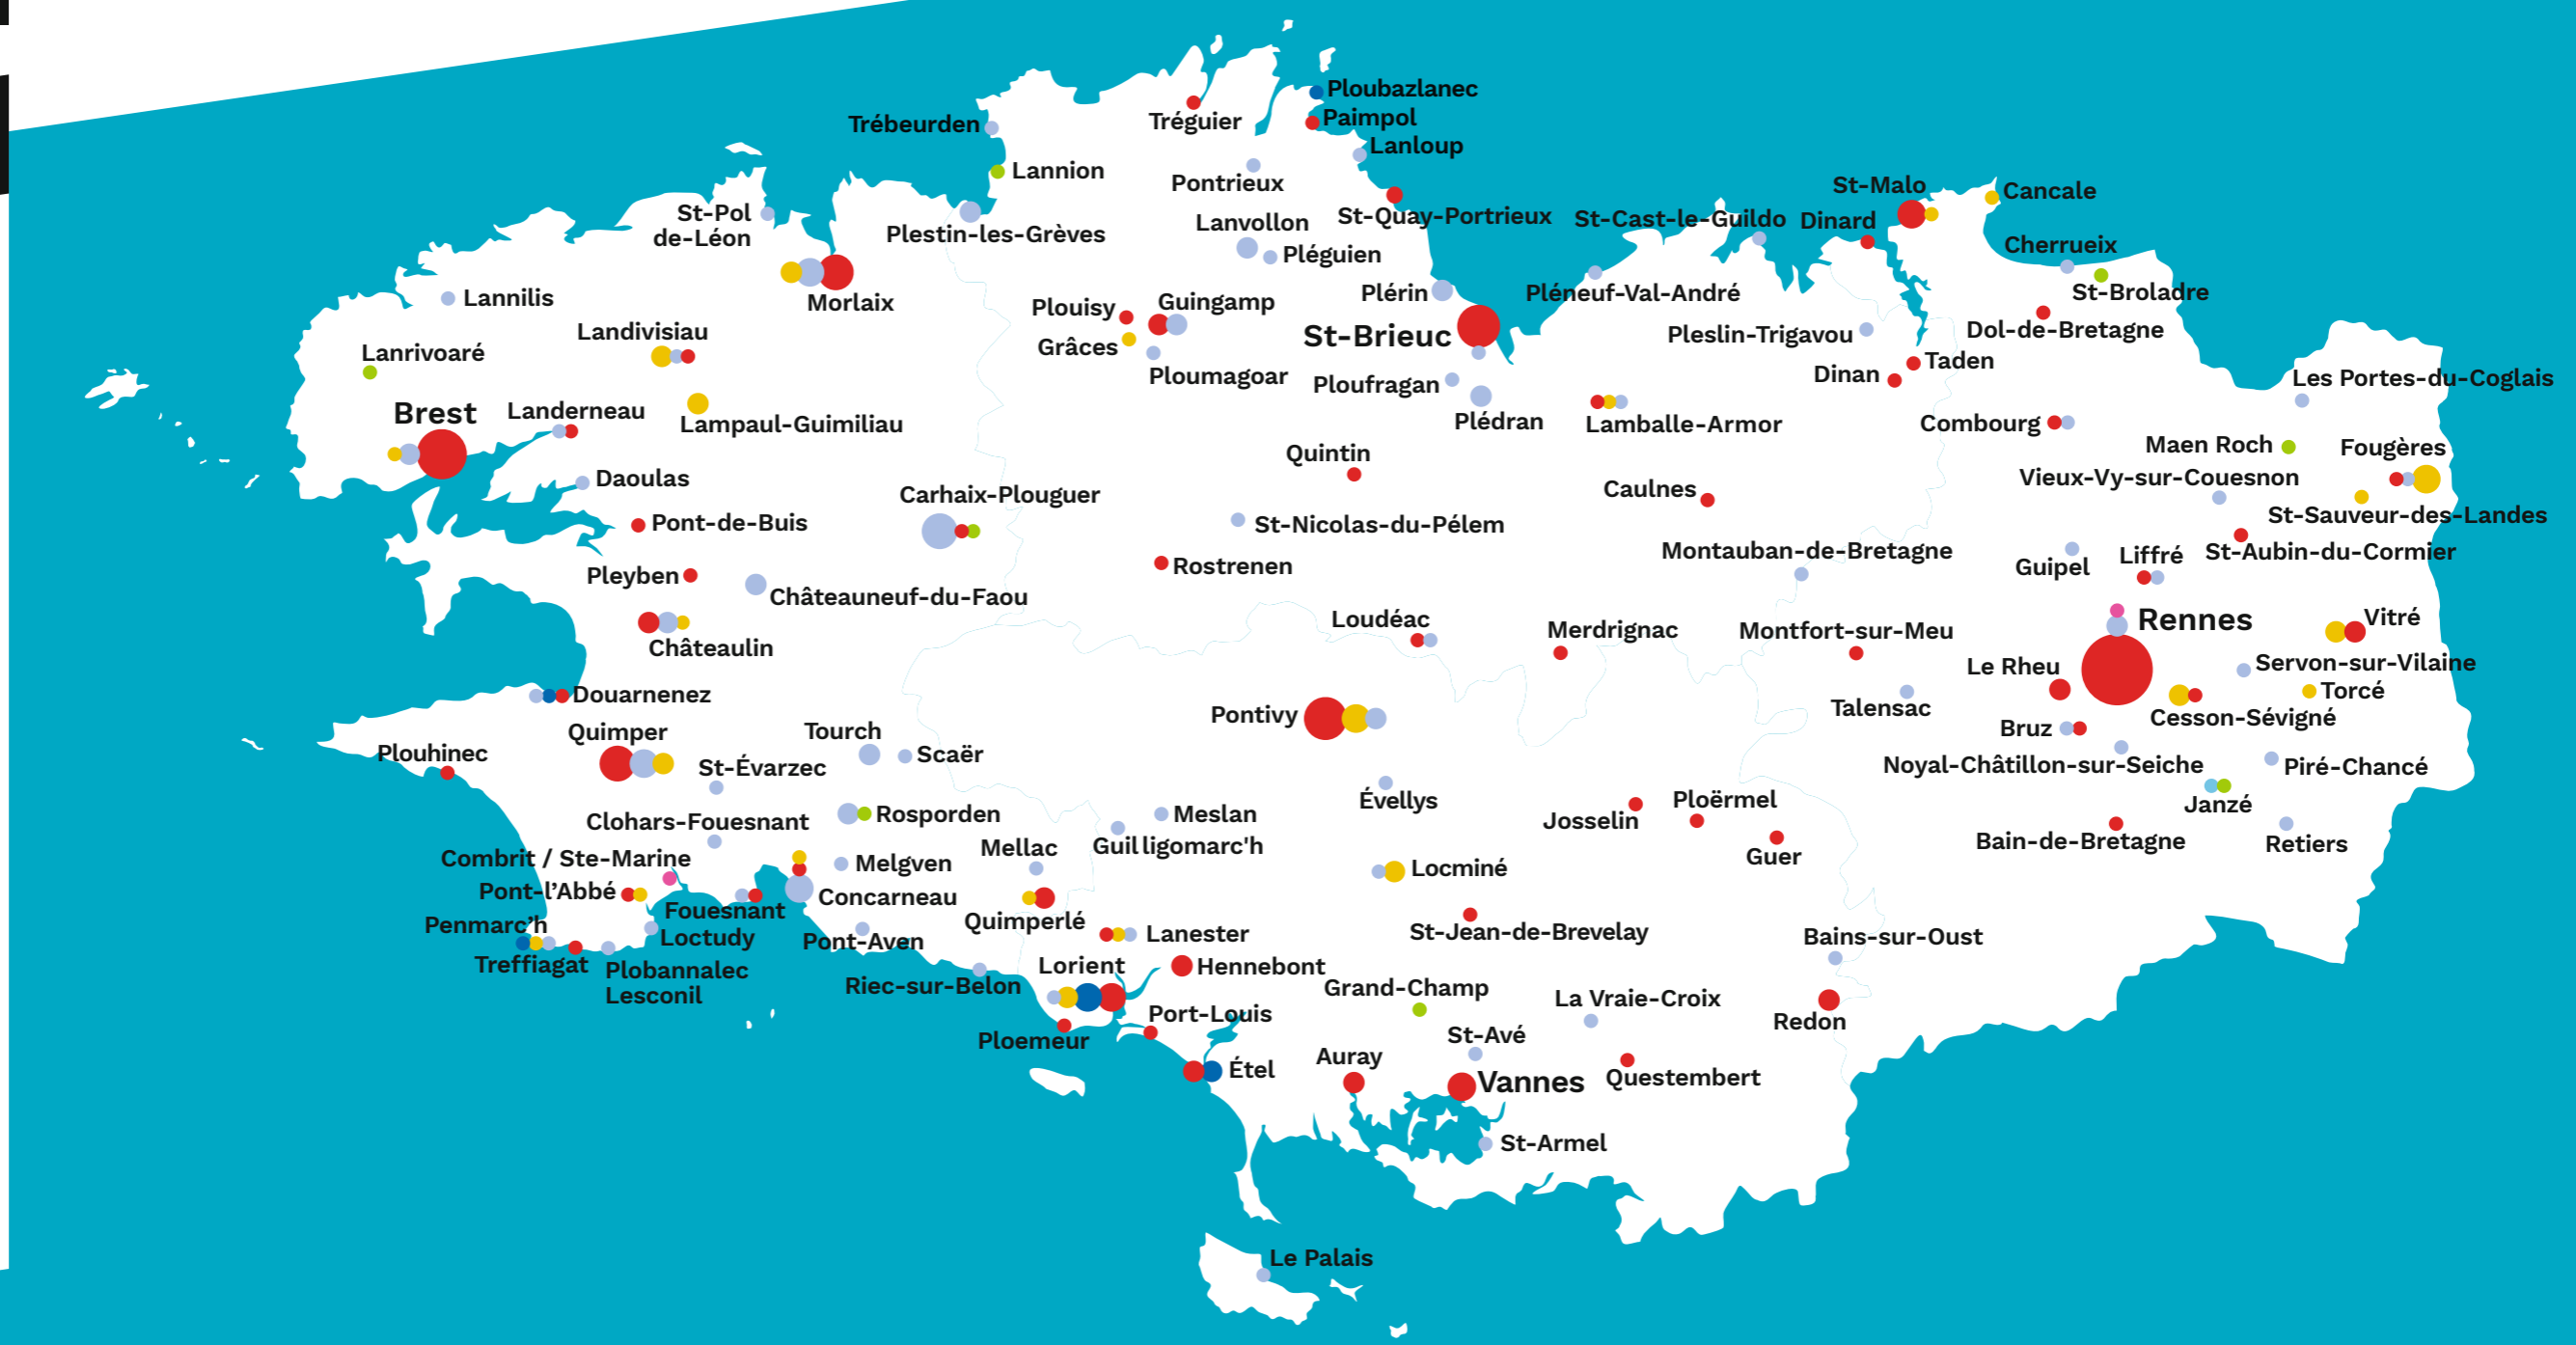 Ploubazlanec
Paimpol
Trébeurden
Tréguier
Lanloup
Lannion
Pontrieux
St-Malo
Cancale
St-Pol
de-Léon
Plestin-les-Grèves
Lanvollon
St-Quay-Portrieux
St-Cast-le-Guildo
Dinard
Pléguien
Cherrueix
Lannilis
Morlaix
Plouisy
Guingamp
Plérin
Pléneuf-Val-André
St-Broladre
Landivisiau
St-Brieuc
Pleslin-Trigavou
Dol-de-Bretagne
Lanrivoaré
Grâces
Ploumagoar
Ploufragan
Dinan
Taden
Les Portes-du-Coglais
Brest
Landerneau
Lampaul-Guimiliau
Plédran
Lamballe-Armor
Combourg
Maen Roch
Fougères
Quintin
Daoulas
Carhaix-Plouguer
Caulnes
Vieux-Vy-sur-Couesnon
Pont-de-Buis
St-Nicolas-du-Pélem
St-Sauveur-des-Landes
Pleyben
Rostrenen
Montauban-de-Bretagne
Guipel
Liffré
St-Aubin-du-Cormier
Châteauneuf-du-Faou
Châteaulin
Loudéac
Merdrignac
Montfort-sur-Meu
Rennes
Vitré
Le Rheu
Servon-sur-Vilaine
Douarnenez
Torcé
Talensac
Pontivy
Cesson-Sévigné
Quimper
Tourch
Bruz
Plouhinec
St-Évarzec
Scaër
Noyal-Châtillon-sur-Seiche
Piré-Chancé
Évellys
Janzé
Clohars-Fouesnant
Rosporden
Meslan
Josselin
Ploërmel
Combrit / Ste-Marine
Melgven
Mellac
Guilligomarc'h
Guer
Bain-de-Bretagne
Retiers
Pont-l’Abbé
Concarneau
Locminé
Penmarc’h
Fouesnant
Loctudy
Pont-Aven
Quimperlé
Lanester
St-Jean-de-Brevelay
Bains-sur-Oust
Treffiagat
Plobannalec
Lesconil
Riec-sur-Belon
Lorient
Hennebont
Grand-Champ
La Vraie-Croix
Port-Louis
Redon
Ploemeur
St-Avé
Étel
Auray
Vannes
Questembert
St-Armel
Le Palais